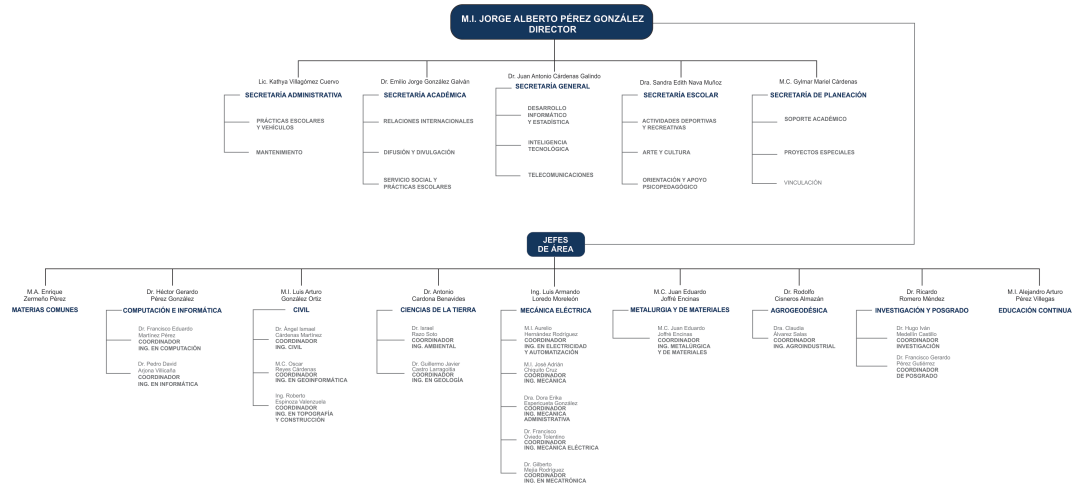 M.I. JORGE ALBERTO PÉREZ GONZÁLEZ
DIRECTOR
Lic. Kathya Villagómez Cuervo
SECRETARÍA ADMINISTRATIVA
PRÁCTICAS ESCOLARES
Y VEHÍCULOS
MANTENIMIENTO
Dr. Emilio Jorge González Galván
SECRETARÍA ACADÉMICA
RELACIONES INTERNACIONALES
DIFUSIÓN Y DIVULGACIÓN
SERVICIO SOCIAL Y
PRÁCTICAS ESCOLARES
Dr. Juan Antonio Cárdenas Galindo
SECRETARÍA GENERAL
DESARROLLO
INFORMÁTICO
Y ESTADÍSTICA
INTELIGENCIA
TECNOLÓGICA
TELECOMUNICACIONES
Dra. Sandra Edith Nava Muñoz
SECRETARÍA ESCOLAR
ACTIVIDADES DEPORTIVAS
Y RECREATIVAS
ARTE Y CULTURA
ORIENTACIÓN Y APOYO
PSICOPEDAGÓGICO
M.C. Gylmar Mariel Cárdenas
SECRETARÍA DE PLANEACIÓN
SOPORTE ACADÉMICO
PROYECTOS ESPECIALES
VINCULACIÓN
JEFES
DE ÁREA
M.A. Enrique
Zermeño Pérez
MATERIAS COMUNES
Dr. Héctor Gerardo
Pérez González
COMPUTACIÓN E INFORMÁTICA
Dr. Francisco Eduardo
Martínez Pérez
COORDINADOR
ING. EN COMPUTACIÓN
Dr. Pedro David
Arjona Villicaña
COORDINADOR
ING. EN INFORMÁTICA
M.I. Luis Arturo
González Ortiz
CIVIL
Dr. Ángel Ismael
Cárdenas Martínez
COORDINADOR
ING. CIVIL
M.C. Oscar
Reyes Cárdenas
COORDINADOR
ING. EN GEOINFORMÁTICA
Ing. Roberto
Espinoza Valenzuela
COORDINADOR
ING. EN TOPOGRAFÍA
Y CONSTRUCCIÓN
Dr. Antonio
Cardona Benavides
CIENCIAS DE LA TIERRA
Dr. Israel
Razo Soto
COORDINADOR
ING. AMBIENTAL
Dr. Guillermo Javier
Castro Larragoitia
COORDINADOR
ING. EN GEOLOGÍA
Ing. Luis Armando
Loredo Moreleón
MECÁNICA ELÉCTRICA
M.I. Aurelio
Hernández Rodríguez
COORDINADOR
ING. EN ELECTRICIDAD
Y AUTOMATIZACIÓN
M.I. José Adrián
Chiquito Cruz
COORDINADOR
ING. MECÁNICA
Dra. Dora Erika
Espericueta González
COORDINADOR
ING. MECÁNICA
ADMINISTRATIVA
Dr. Francisco
Oviedo Tolentino
COORDINADOR
ING. MECÁNICA ELÉCTRICA
Dr. Gilberto
Mejía Rodríguez
COORDINADOR
ING. EN MECATRÓNICA
M.C. Juan Eduardo
Joffré Encinas
METALURGIA Y DE MATERIALES
M.C. Juan Eduardo
Joffré Encinas
COORDINADOR
ING. METALÚRGICA
Y DE MATERIALES
Dr. Rodolfo
Cisneros Almazán
AGROGEODÉSICA
Dra. Claudia
Álvarez Salas
COORDINADOR
ING. AGROINDUSTRIAL
Dr. Ricardo
Romero Méndez
INVESTIGACIÓN Y POSGRADO
Dr. Hugo Iván
Medellín Castillo
COORDINADOR
INVESTIGACIÓN
Dr. Francisco Gerardo
Pérez Gutiérrez
COORDINADOR
DE POSGRADO
M.I. Alejandro Arturo
Pérez Villegas
EDUCACIÓN CONTINUA